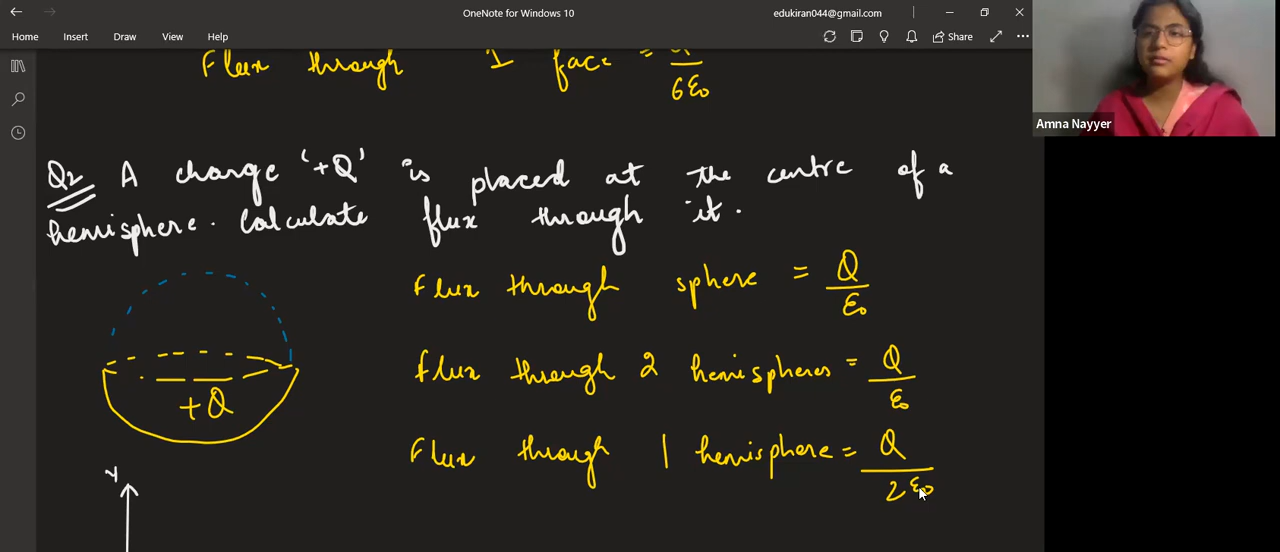 OneNote for Windows 10
edukiran044@gmail.com
Home Insert Draw View Help
Share
Flux through 1 face = Q/6ε₀
Amna Nayyer
Q2 A charge '+Q' is placed at the centre of a
hemisphere. Calculate flux through it.
Flux through sphere = Q/ε₀
Flux through 2 hemispheres = Q/ε₀
+Q
Flux through 1 hemisphere = Q/2ε₀
Y